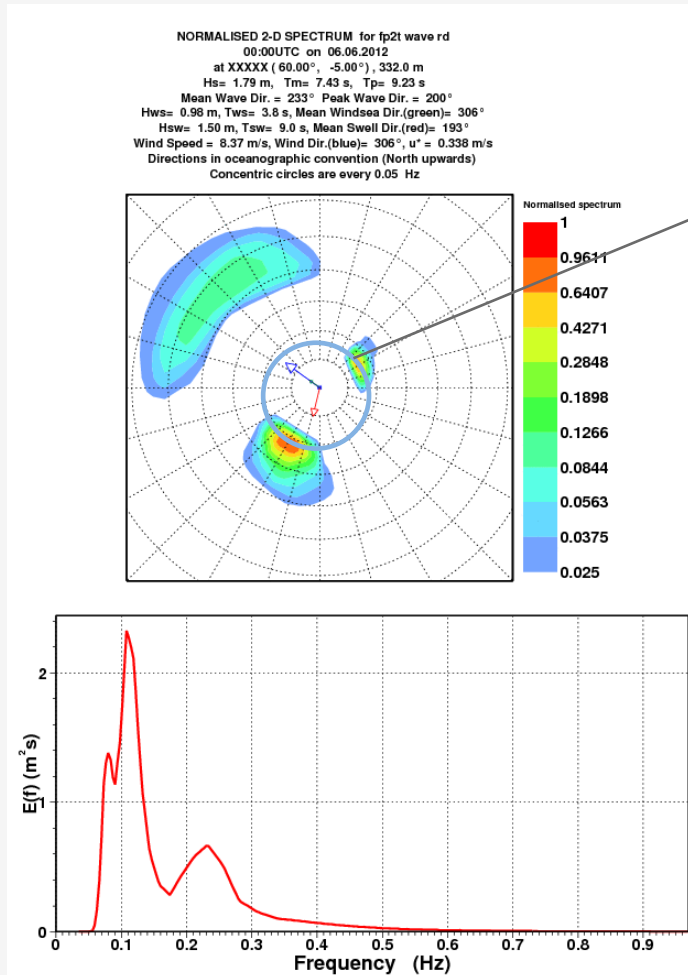 NORMALISED 2-D SPECTRUM for fp2t wave rd
00:00UTC on 06.06.2012
at XXXXX ( 60.00°, -5.00°) , 332.0 m
Hs= 1.79 m, Tm= 7.43 s, Tp= 9.23 s
Mean Wave Dir. = 233° Peak Wave Dir. = 200°
Hws= 0.98 m, Tws= 3.8 s, Mean Windsea Dir.(green)= 306°
Hsw= 1.50 m, Tsw= 9.0 s, Mean Swell Dir.(red)= 193°
Wind Speed = 8.37 m/s, Wind Dir.(blue)= 306°, u* = 0.338 m/s
Directions in oceanographic convention (North upwards)
Concentric circles are every 0.05 Hz
Normalised spectrum
1
0.9611
0.6407
0.4271
0.2848
0.1898
0.1266
0.0844
0.0563
0.0375
0.025
E(f) (m²s)
2
1
0
0 0.1 0.2 0.3 0.4 0.5 0.6 0.7 0.8 0.9
Frequency (Hz)